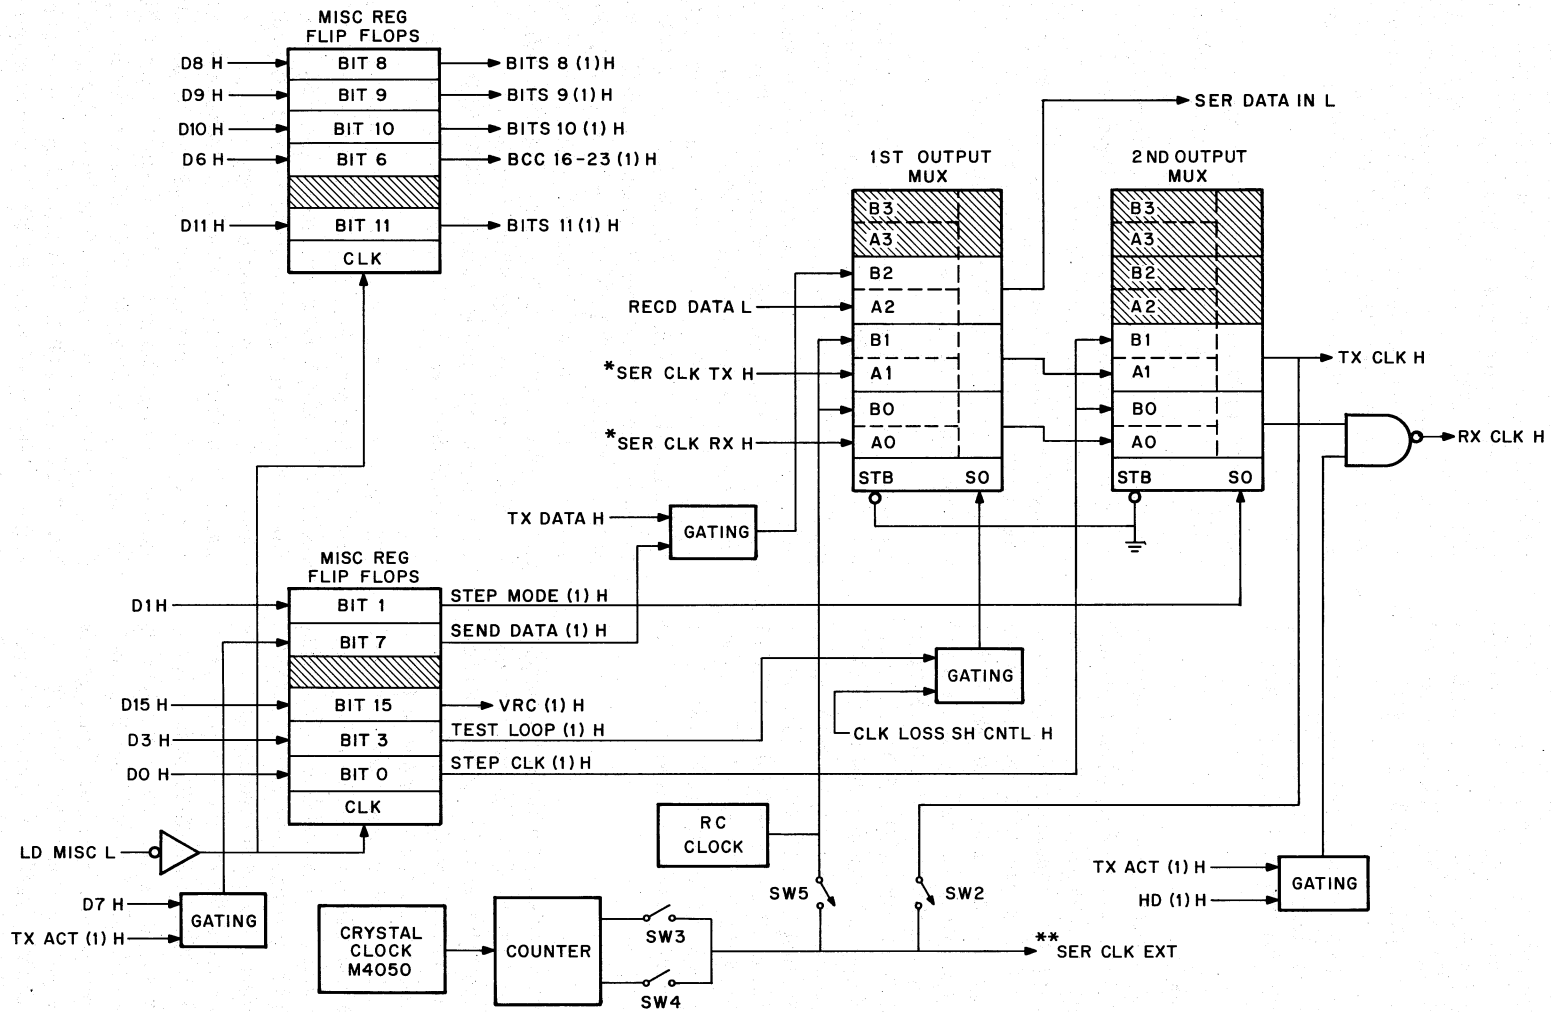 MISC REG
FLIP FLOPS
D8 H
BIT 8
BITS 8 (1) H
D9 H
BIT 9
BITS 9 (1) H
D10 H
BIT 10
BITS 10 (1) H
D6 H
BIT 6
BCC 16-23 (1) H
D11 H
BIT 11
BITS 11 (1) H
CLK
SER DATA IN L
1ST OUTPUT
MUX
B3
A3
B2
A2
B1
A1
B0
A0
STB
S0
RECD DATA L
*SER CLK TX H
*SER CLK RX H
2ND OUTPUT
MUX
B3
A3
B2
A2
B1
A1
B0
A0
STB
S0
TX CLK H
RX CLK H
TX DATA H
GATING
MISC REG
FLIP FLOPS
D1 H
BIT 1
STEP MODE (1) H
BIT 7
SEND DATA (1) H
D15 H
BIT 15
VRC (1) H
D3 H
BIT 3
TEST LOOP (1) H
D0 H
BIT 0
STEP CLK (1) H
CLK
GATING
CLK LOSS SH CNTL H
LD MISC L
D7 H
TX ACT (1) H
GATING
RC
CLOCK
CRYSTAL
CLOCK
M4050
COUNTER
SW3
SW4
SW5
SW2
**SER CLK EXT
TX ACT (1) H
HD (1) H
GATING